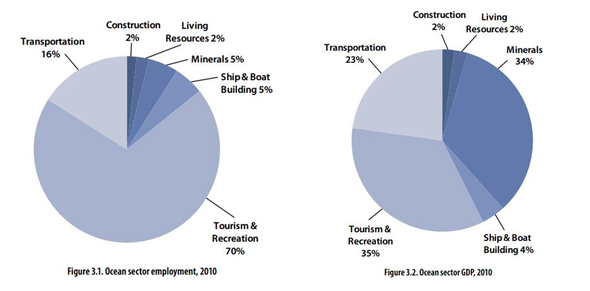 Construction
2%
Living
Resources 2%
Transportation
16%
Minerals 5%
Ship & Boat
Building 5%
Tourism &
Recreation
70%
Figure 3.1. Ocean sector employment, 2010
Construction
2%
Living
Resources 2%
Transportation
23%
Minerals
34%
Tourism &
Recreation
35%
Ship & Boat
Building 4%
Figure 3.2. Ocean sector GDP, 2010